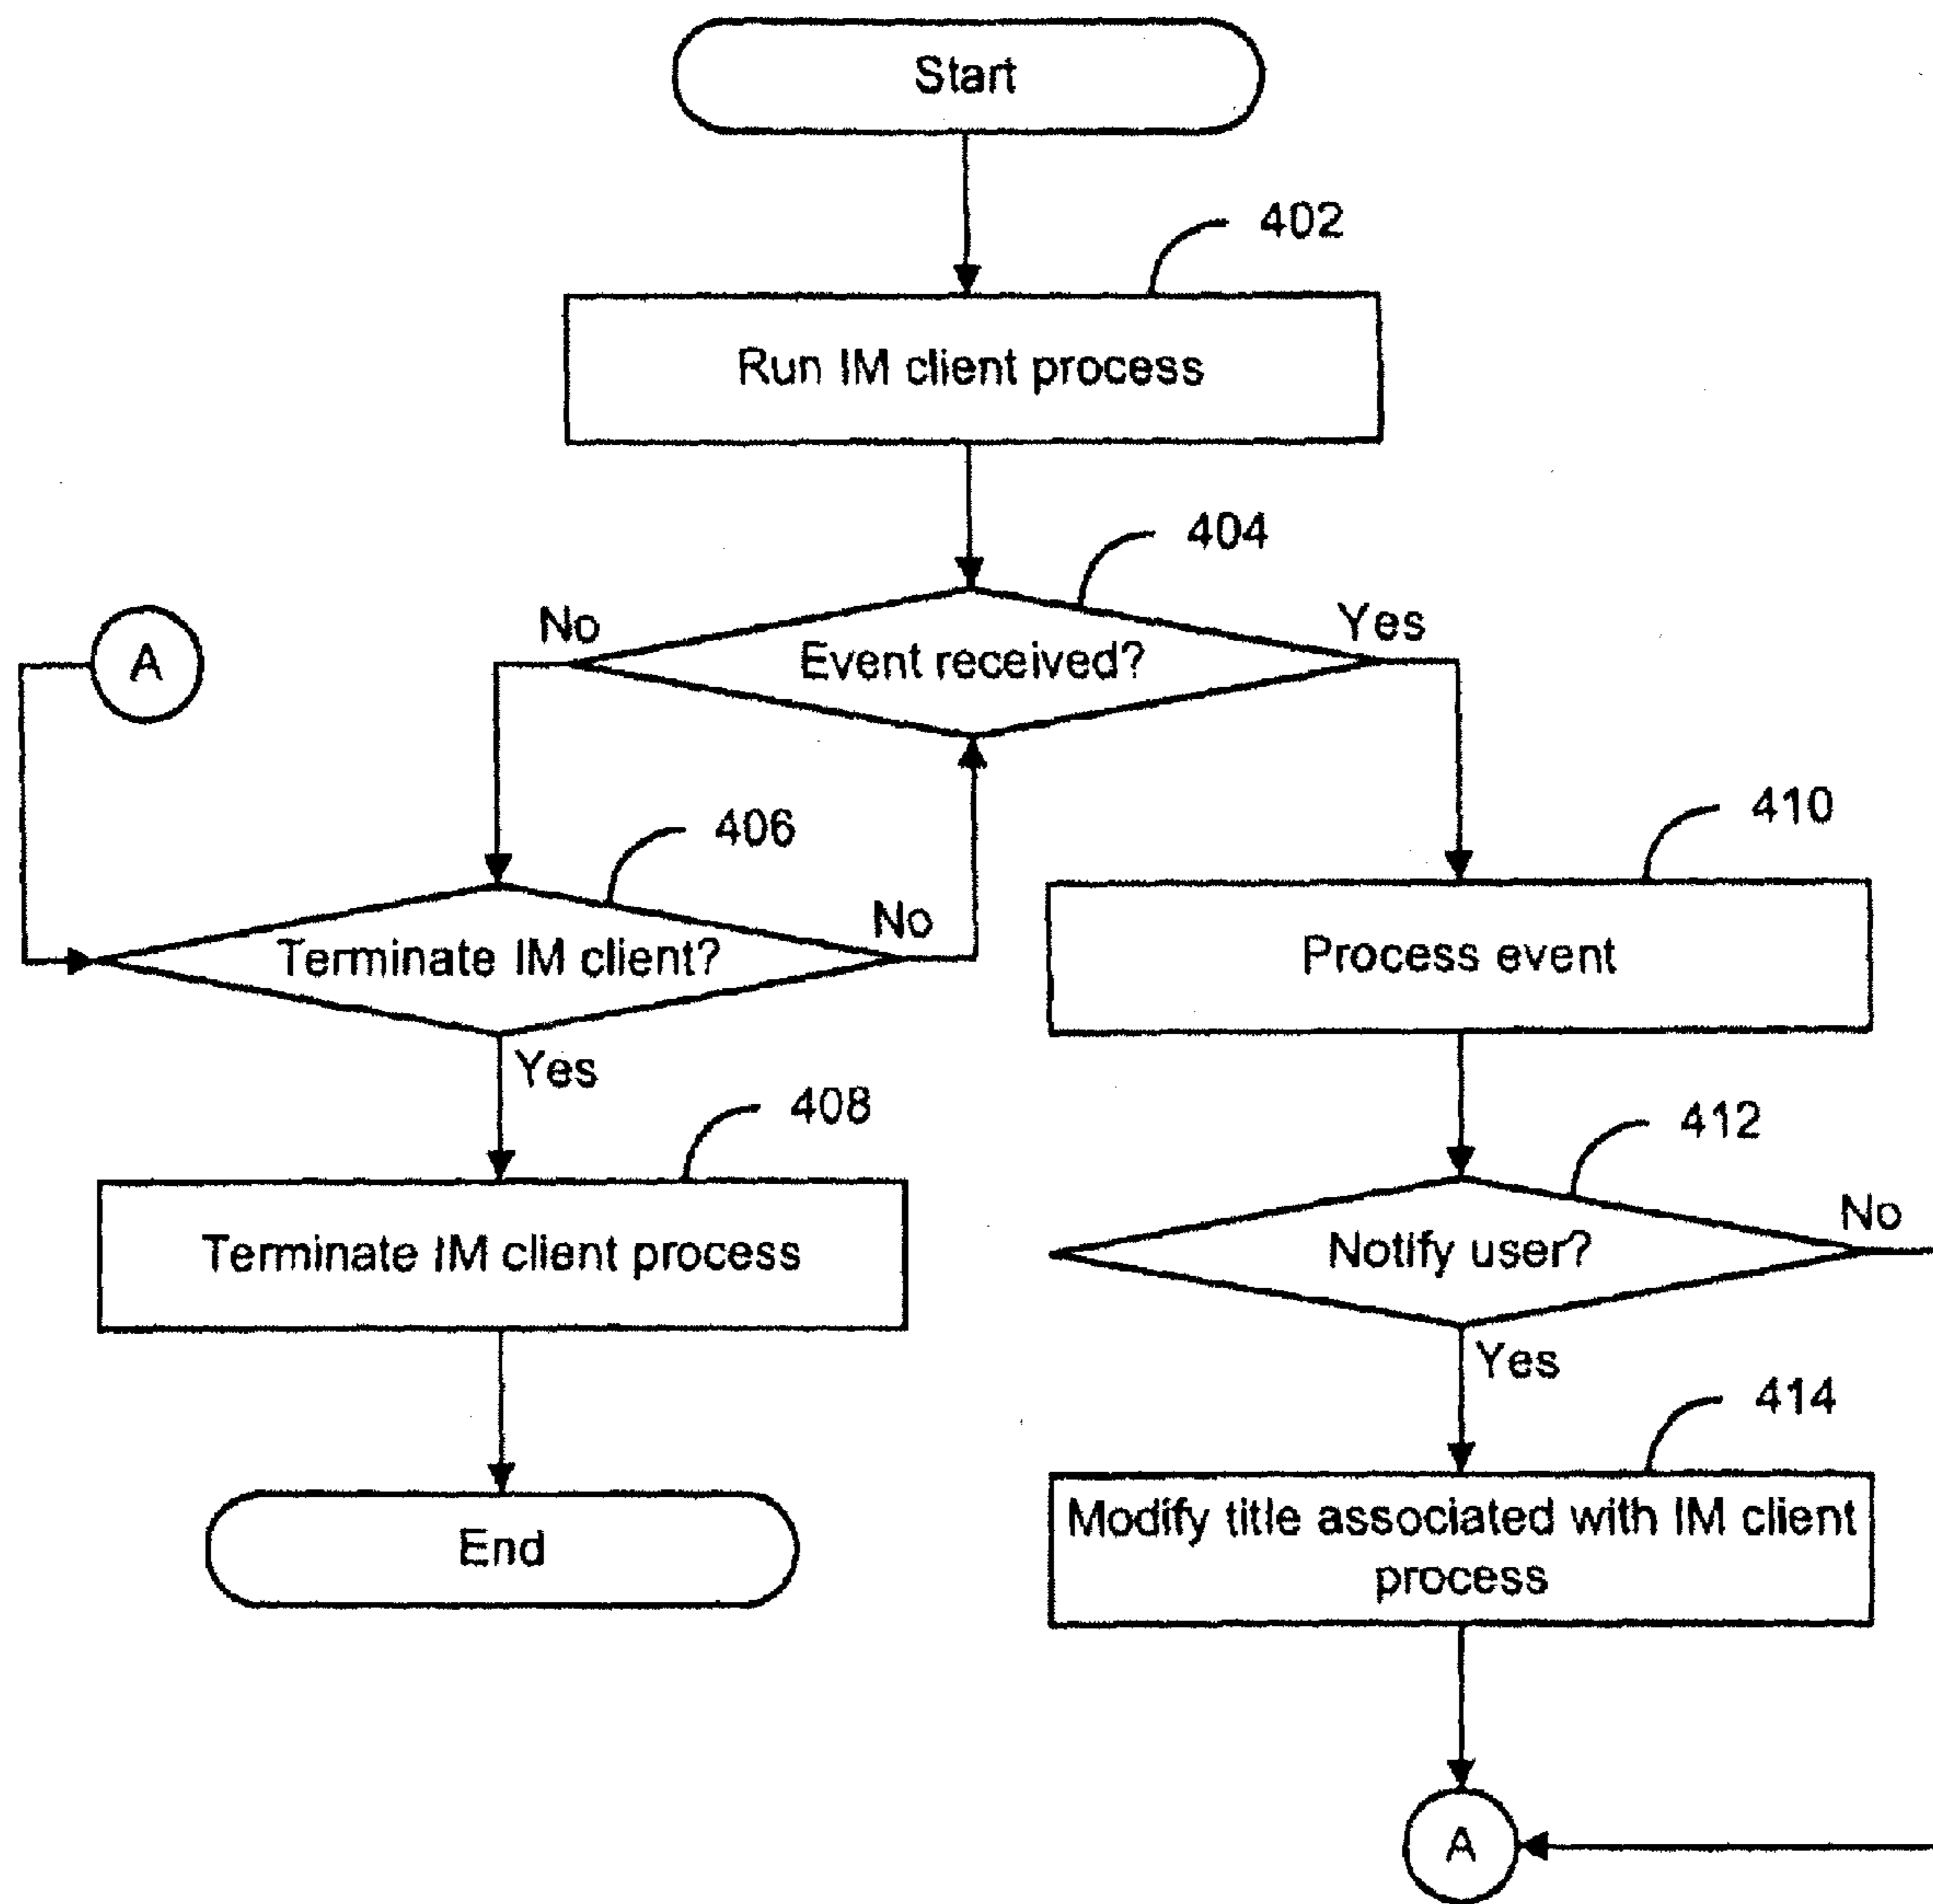 Start
402
Run IM client process
404
No
Yes
Event received?
A
406
410
No
Terminate IM client?
Process event
Yes
408
412
No
Terminate IM client process
Notify user?
Yes
414
Modify title associated with IM client
process
End
A